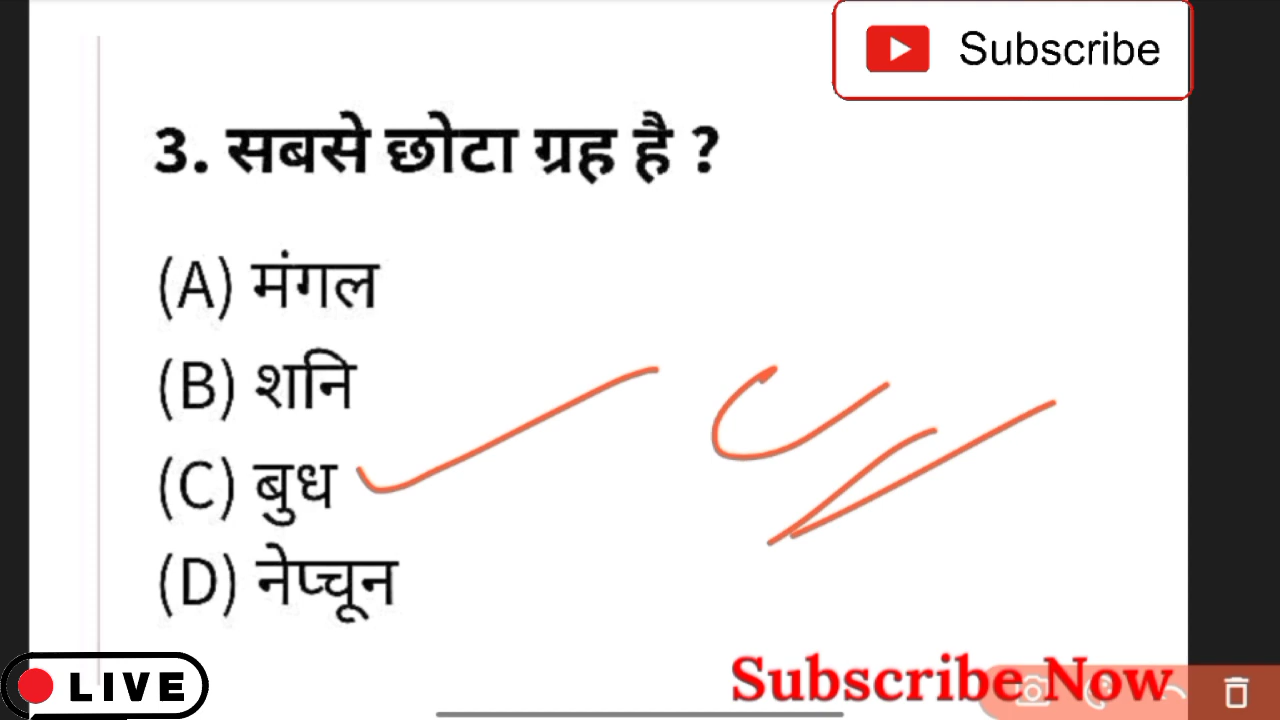 Subscribe
3. सबसे छोटा ग्रह है ?
(A) मंगल
(B) शनि
(C) बुध
(D) नेप्चून
C
LIVE
Subscribe Now